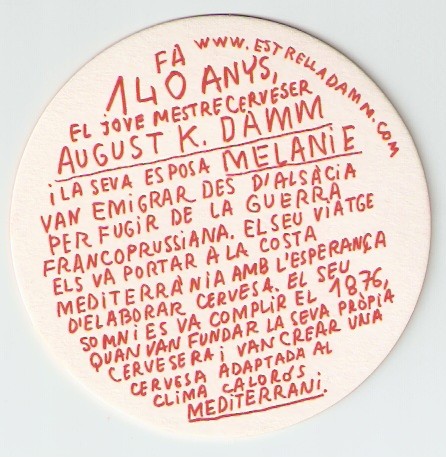 FA
WWW.ESTRELLADAMM.COM
140 ANYS,
EL JOVE MESTRE CERVESER
AUGUST K. DAMM
i LA SEVA ESPOSA MELANiE
VAN EMIGRAR DES D'ALSÀCIA
PER FUGIR DE LA GUERRA
FRANCOPRUSSIANA. EL SEU VIATGE
ELS VA PORTAR A LA COSTA
MEDITERRÀNIA AMB L'ESPERANÇA
D'ELABORAR CERVESA. EL SEU
SOMNI ES VA COMPLIR EL 1876,
QUAN VAN FUNDAR LA SEVA PRÒPIA
CERVESERA i VAN CREAR UNA
CERVESA ADAPTADA AL
CLIMA CALORÓS
MEDITERRANi.